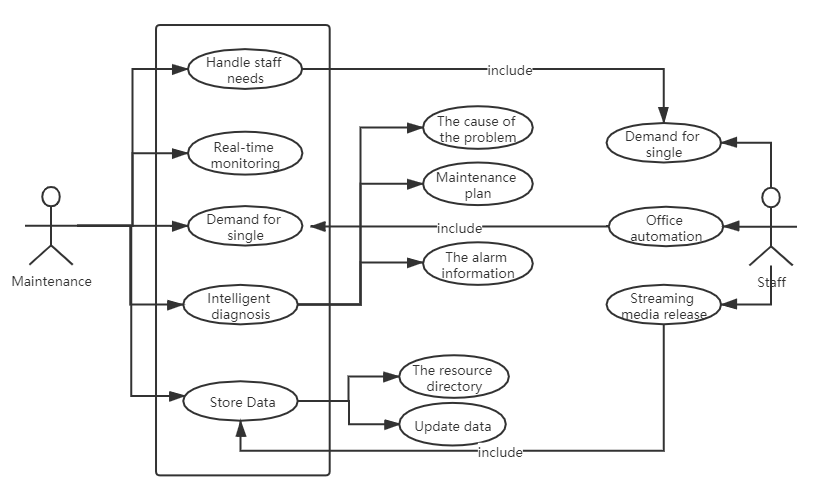 Handle staff
needs
include
The cause of
the problem
Demand for
single
Real-time
monitoring
Maintenance
plan
Demand for
single
include
Office
automation
The alarm
information
Maintenance
Staff
Intelligent
diagnosis
Streaming
media release
The resource
directory
Store Data
Update data
include